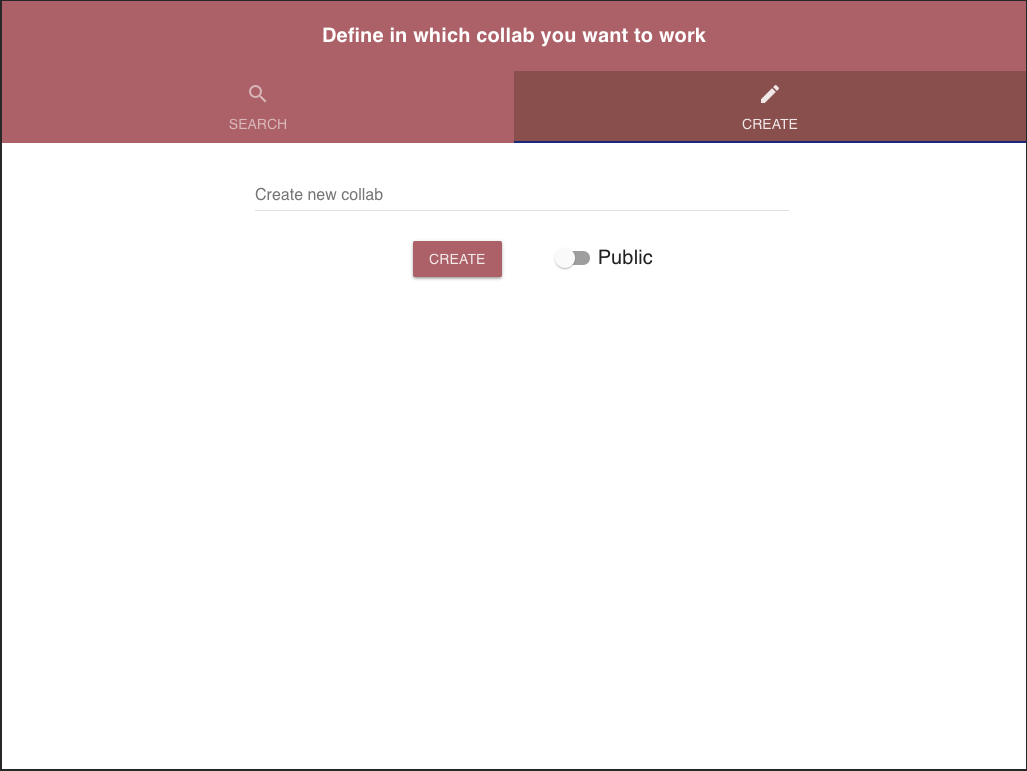 Define in which collab you want to work
SEARCH
CREATE
Create new collab
CREATE
Public